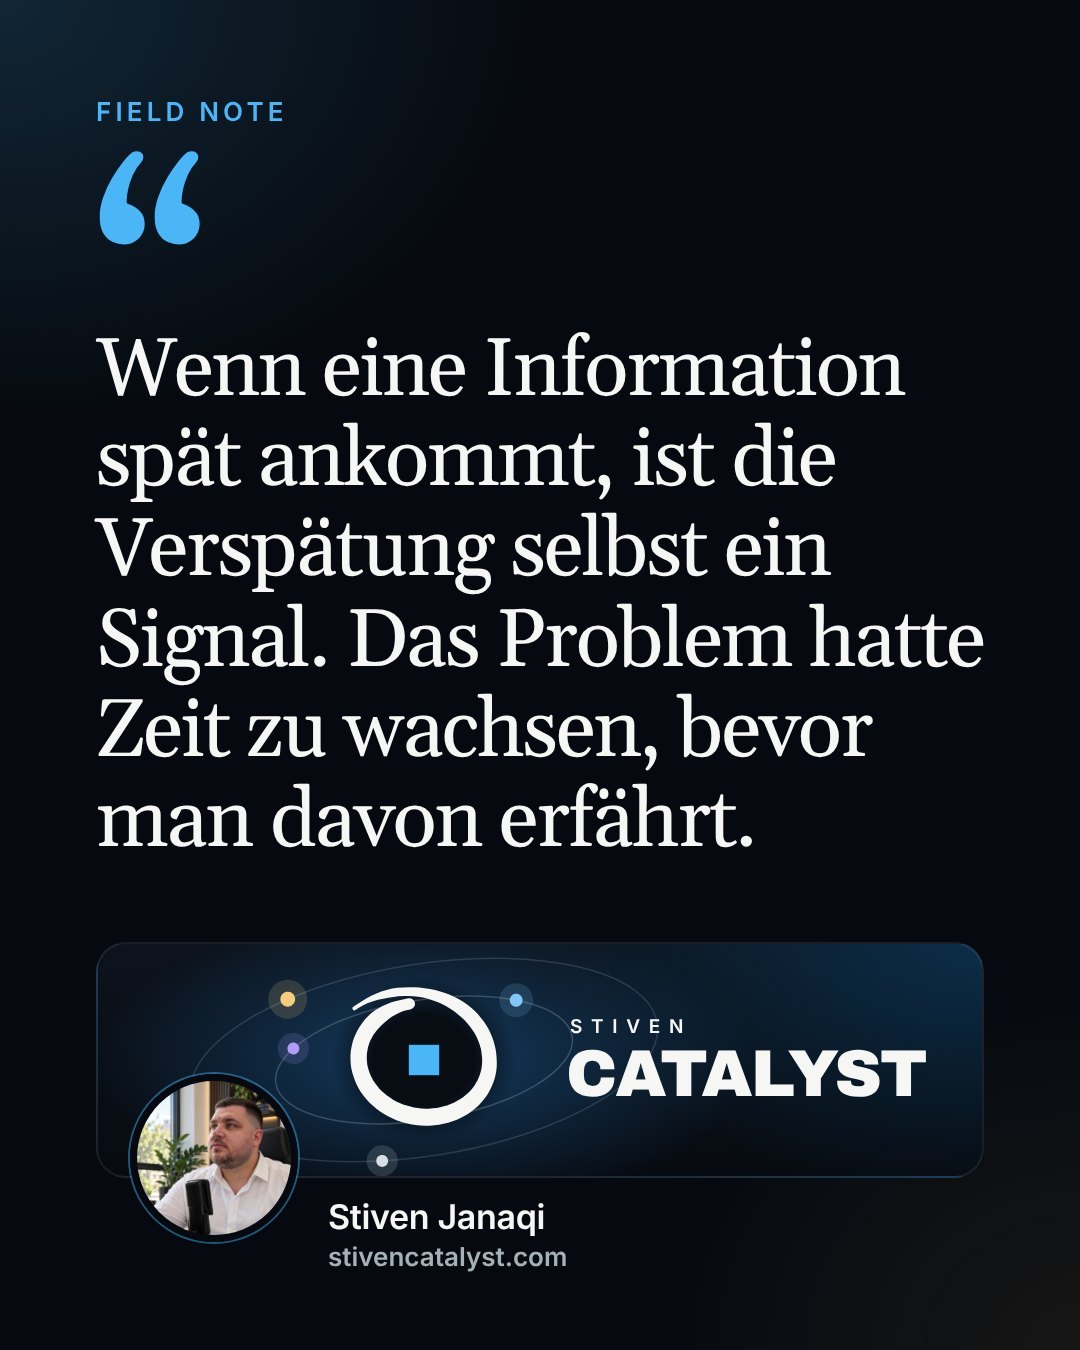 FIELD NOTE
“
Wenn eine Information
spät ankommt, ist die
Verspätung selbst ein
Signal. Das Problem hatte
Zeit zu wachsen, bevor
man davon erfährt.
STIVEN
CATALYST
Stiven Janaqi
stivencatalyst.com